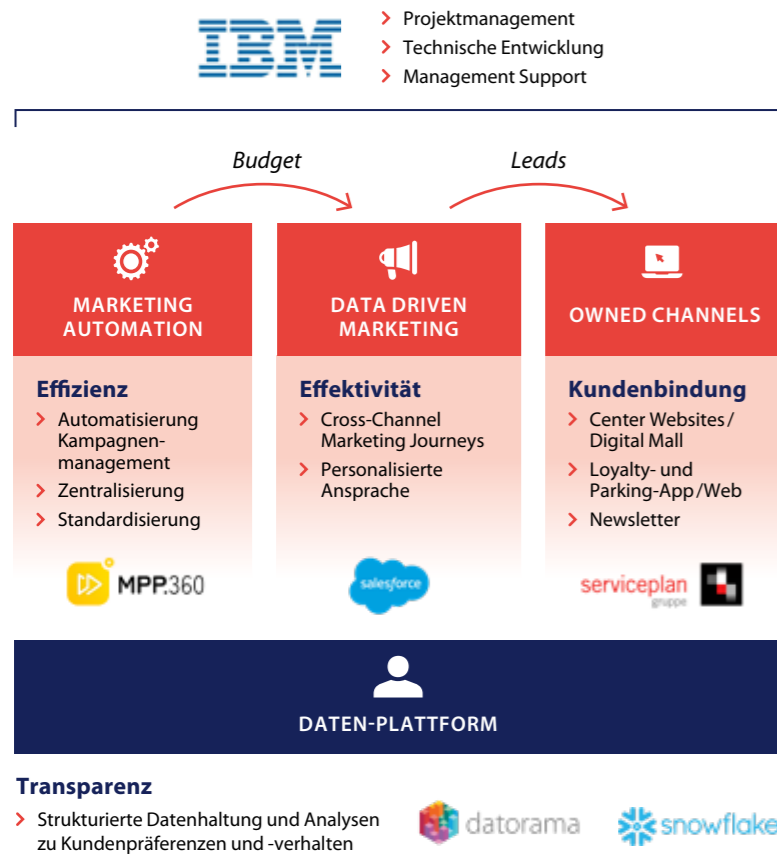 IBM
> Projektmanagement
> Technische Entwicklung
> Management Support
Budget
Leads
MARKETING
AUTOMATION
DATA DRIVEN
MARKETING
OWNED CHANNELS
Effizienz
> Automatisierung
Kampagnen-
management
> Zentralisierung
> Standardisierung
MPP.360
Effektivität
> Cross-Channel
Marketing Journeys
> Personalisierte
Ansprache
salesforce
Kundenbindung
> Center Websites /
Digital Mall
> Loyalty- und
Parking-App/Web
> Newsletter
serviceplan
gruppe
DATEN-PLATTFORM
Transparenz
> Strukturierte Datenhaltung und Analysen
zu Kundenpräferenzen und -verhalten
datorama
snowflake